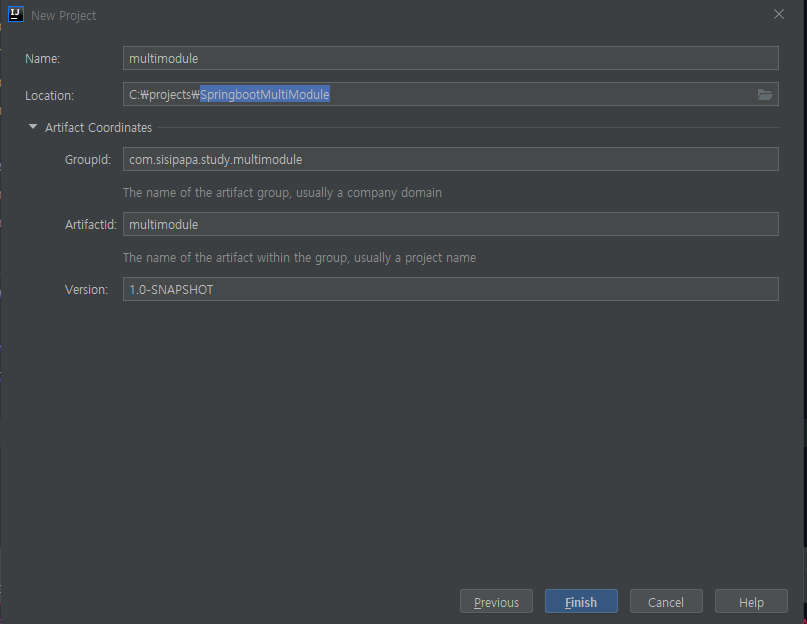 IJ New Project
Name: multimodule
Location: C:₩projects₩SpringbootMultiModule
Artifact Coordinates
GroupId: com.sisipapa.study.multimodule
The name of the artifact group, usually a company domain
ArtifactId: multimodule
The name of the artifact within the group, usually a project name
Version: 1.0-SNAPSHOT
Previous Finish Cancel Help